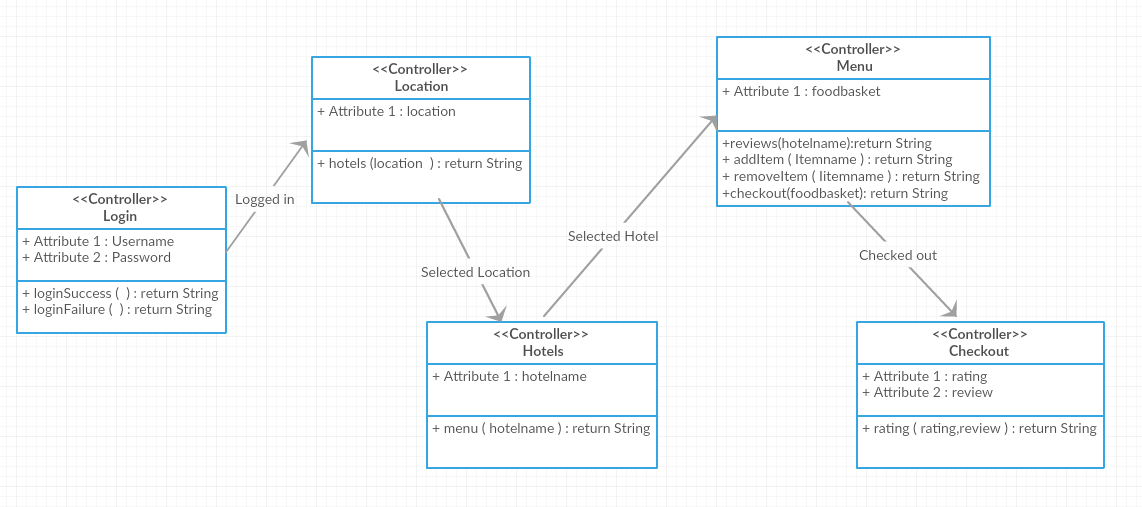 <<Controller>>
Login
+ Attribute 1 : Username
+ Attribute 2 : Password
+ loginSuccess ( ) : return String
+ loginFailure ( ) : return String
Logged in
<<Controller>>
Location
+ Attribute 1 : location
+ hotels (location ) : return String
Selected Location
<<Controller>>
Hotels
+ Attribute 1 : hotelname
+ menu ( hotelname ) : return String
Selected Hotel
<<Controller>>
Menu
+ Attribute 1 : foodbasket
+reviews(hotelname):return String
+ addItem ( Itemname ) : return String
+ removeItem ( Iitemname ) : return String
+checkout(foodbasket): return String
Checked out
<<Controller>>
Checkout
+ Attribute 1 : rating
+ Attribute 2 : review
+ rating ( rating,review ) : return String